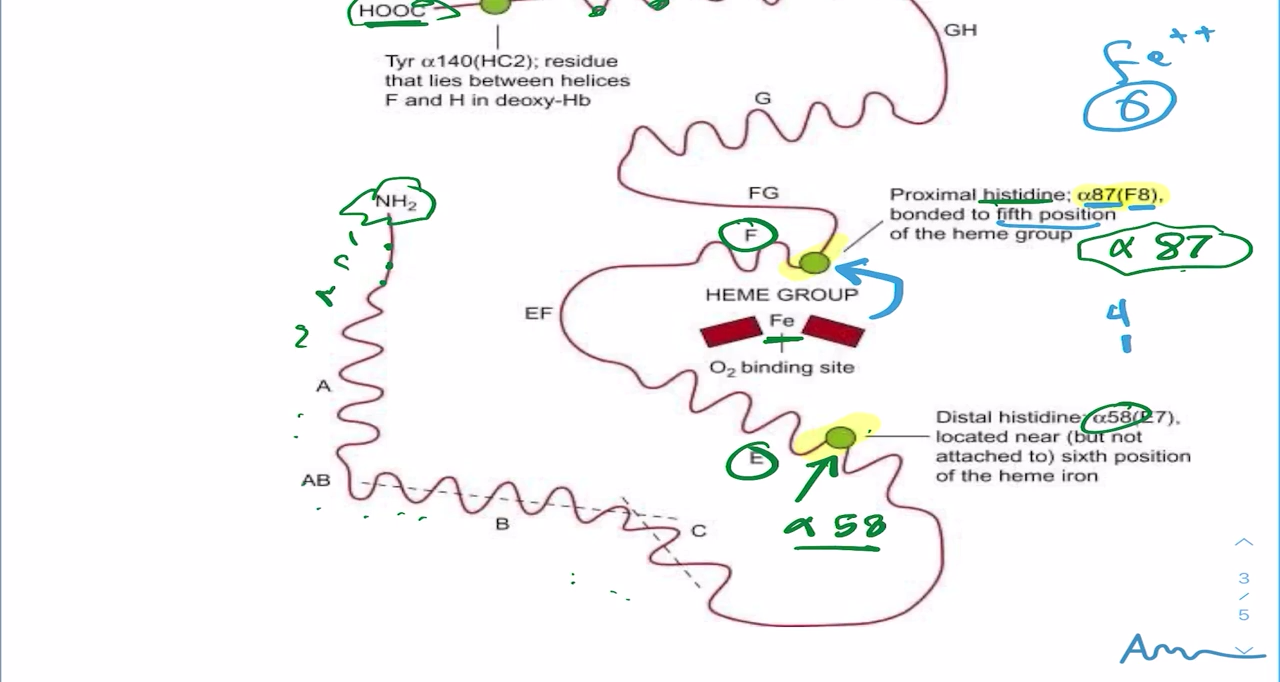 HOOC
GH
Fe++
6
Tyr α140(HC2); residue
that lies between helices
F and H in deoxy-Hb
G
NH2
FG
Proximal histidine; α87(F8),
bonded to fifth position
of the heme group
α 87
F
HEME GROUP
EF
Fe
4
O2 binding site
2
A
Distal histidine; α58(E7),
located near (but not
attached to) sixth position
of the heme iron
E
AB
B
C
α 58
3
/
5